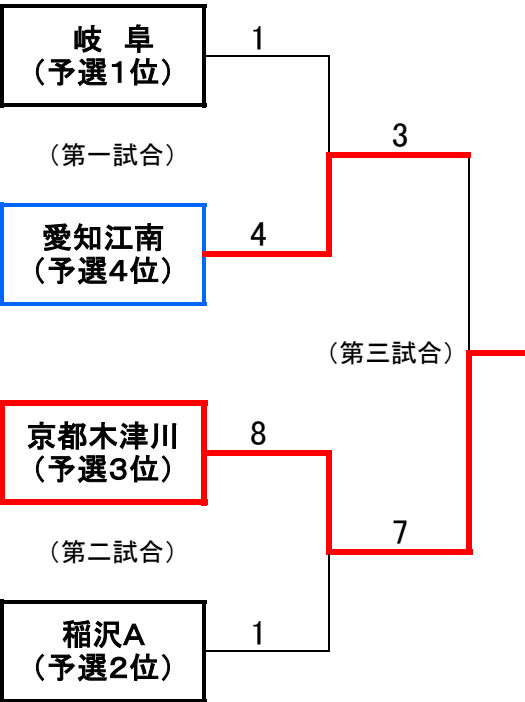 岐 阜
(予選1位)
1
(第一試合)
3
愛知江南
(予選4位)
4
(第三試合)
京都木津川
(予選3位)
8
(第二試合)
7
稲沢A
(予選2位)
1